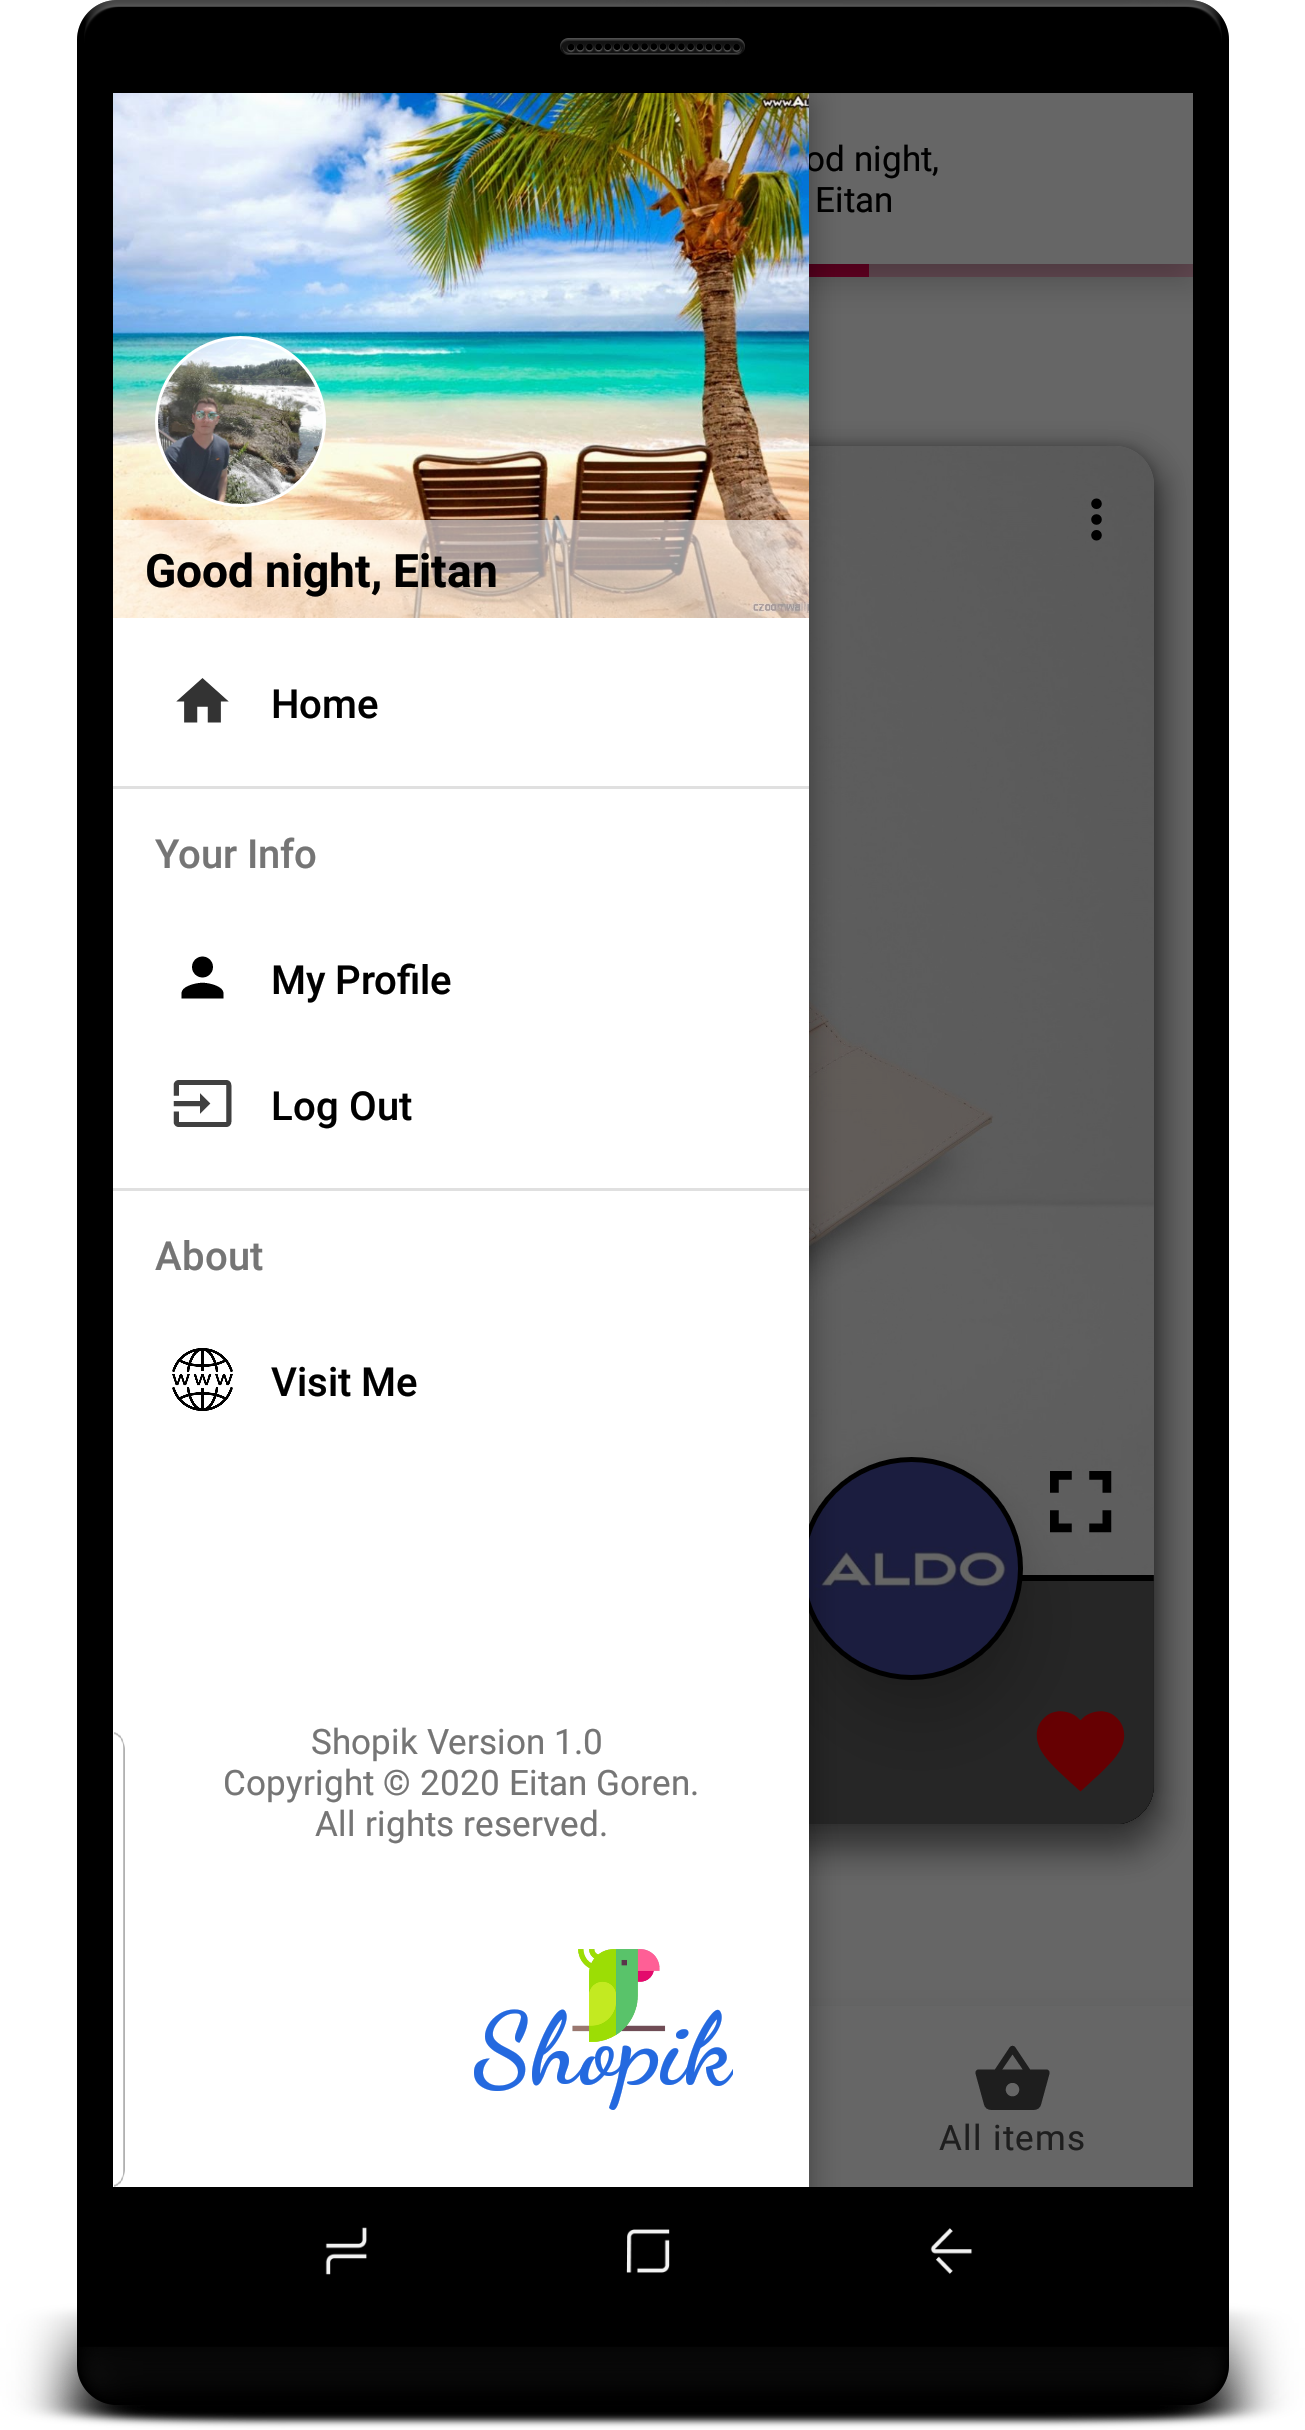 od night,
Eitan
Good night, Eitan
Home
Your Info
My Profile
Log Out
About
WWW
Visit Me
ALDO
Shopik Version 1.0
Copyright © 2020 Eitan Goren.
All rights reserved.
Shopik
All items